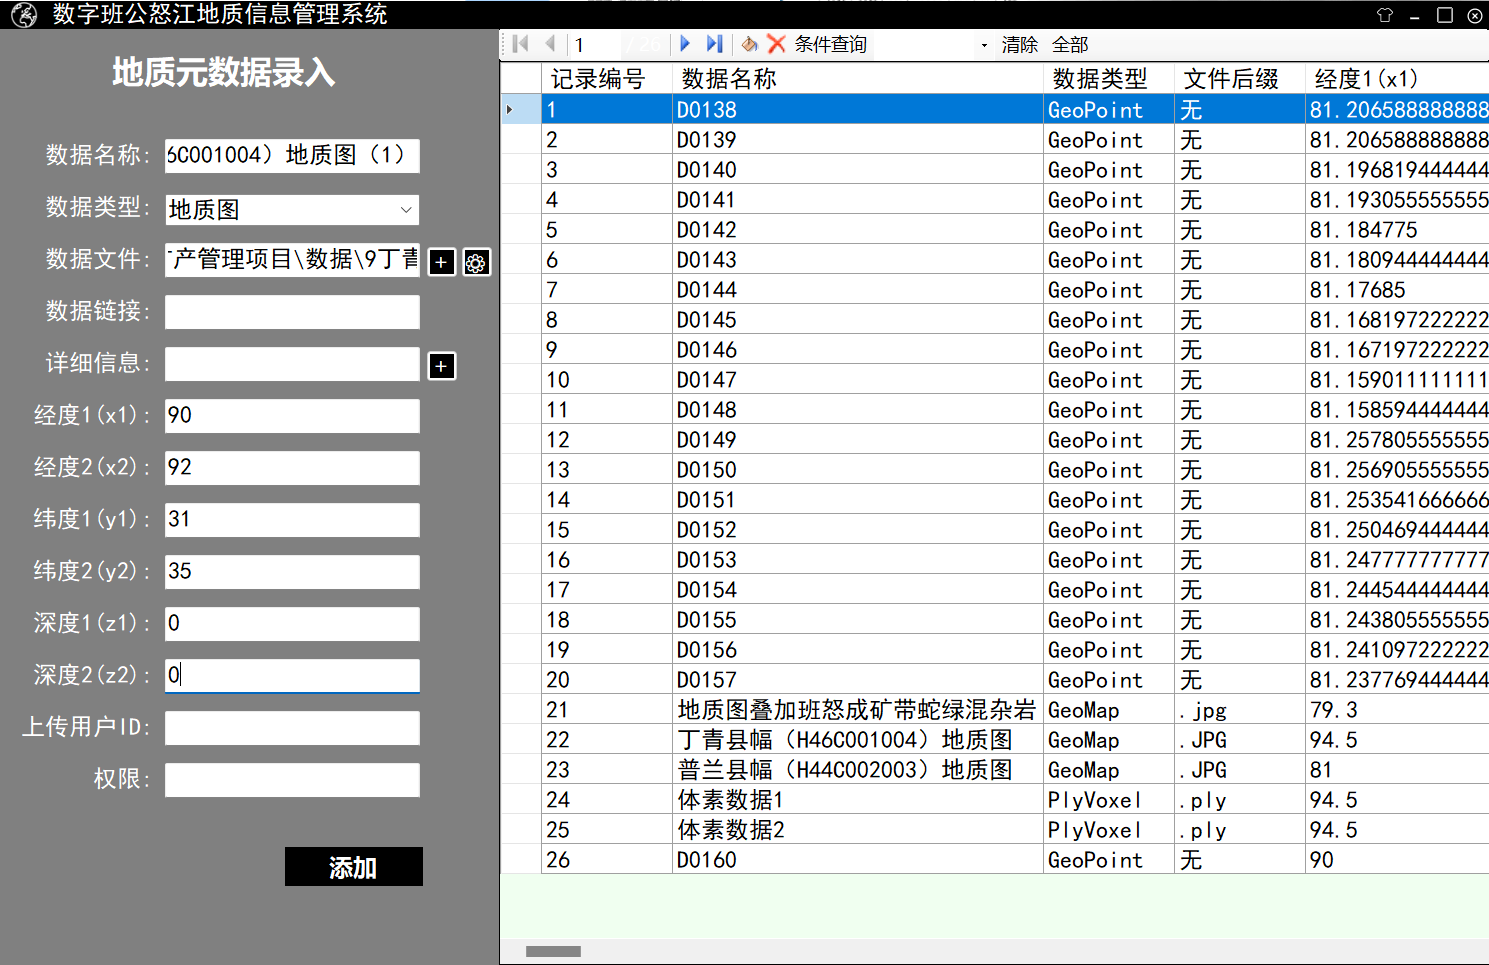 数字班公怒江地质信息管理系统
地质元数据录入
数据名称: 6C001004) 地质图 (1)
数据类型: 地质图
数据文件: 产管理项目\数据\9丁青
数据链接:
详细信息:
经度1(x1): 90
经度2(x2): 92
纬度1(y1): 31
纬度2(y2): 35
深度1(z1): 0
深度2(z2): 0
上传用户ID:
权限:
添加
1 / 26 条件查询 清除 全部
记录编号 数据名称 数据类型 文件后缀 经度1(x1)
1 D0138 GeoPoint 无 81.206588888888
2 D0139 GeoPoint 无 81.206588888888
3 D0140 GeoPoint 无 81.196819444444
4 D0141 GeoPoint 无 81.193055555555
5 D0142 GeoPoint 无 81.184775
6 D0143 GeoPoint 无 81.180944444444
7 D0144 GeoPoint 无 81.17685
8 D0145 GeoPoint 无 81.168197222222
9 D0146 GeoPoint 无 81.167197222222
10 D0147 GeoPoint 无 81.159011111111
11 D0148 GeoPoint 无 81.158594444444
12 D0149 GeoPoint 无 81.257805555555
13 D0150 GeoPoint 无 81.256905555555
14 D0151 GeoPoint 无 81.253541666666
15 D0152 GeoPoint 无 81.250469444444
16 D0153 GeoPoint 无 81.247777777777
17 D0154 GeoPoint 无 81.244544444444
18 D0155 GeoPoint 无 81.243805555555
19 D0156 GeoPoint 无 81.241097222222
20 D0157 GeoPoint 无 81.237769444444
21 地质图叠加班怒成矿带蛇绿混杂岩 GeoMap .jpg 79.3
22 丁青县幅（H46C001004）地质图 GeoMap .JPG 94.5
23 普兰县幅（H44C002003）地质图 GeoMap .JPG 81
24 体素数据1 PlyVoxel .ply 94.5
25 体素数据2 PlyVoxel .ply 94.5
26 D0160 GeoPoint 无 90